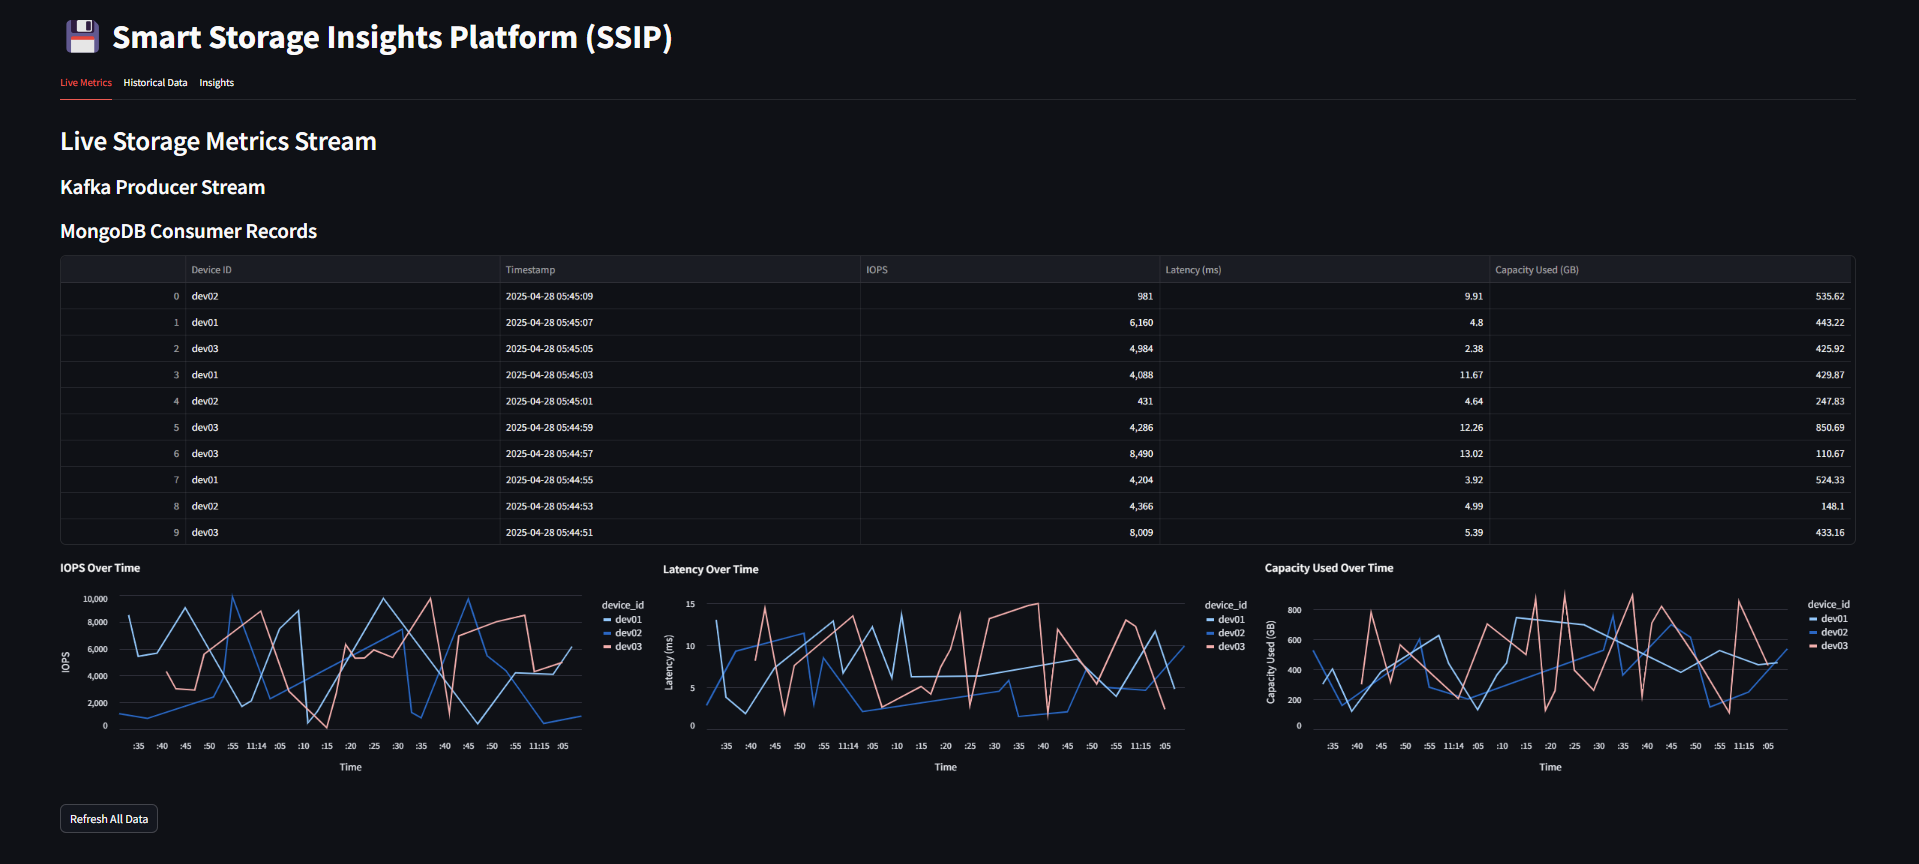 Smart Storage Insights Platform (SSIP)
Live Metrics Historical Data Insights
Live Storage Metrics Stream
Kafka Producer Stream
MongoDB Consumer Records
Device ID Timestamp IOPS Latency (ms) Capacity Used (GB)
0 dev02 2025-04-28 05:45:09 981 9.91 535.62
1 dev01 2025-04-28 05:45:07 6,160 4.8 443.22
2 dev03 2025-04-28 05:45:05 4,984 2.38 425.92
3 dev01 2025-04-28 05:45:03 4,088 11.67 429.87
4 dev02 2025-04-28 05:45:01 431 4.64 247.83
5 dev03 2025-04-28 05:44:59 4,286 12.26 850.69
6 dev03 2025-04-28 05:44:57 8,490 13.02 110.67
7 dev01 2025-04-28 05:44:55 4,204 3.92 524.33
8 dev02 2025-04-28 05:44:53 4,366 4.99 148.1
9 dev03 2025-04-28 05:44:51 8,009 5.39 433.16
IOPS Over Time
10,000
8,000
6,000
4,000
2,000
0
IOPS
:35 :40 :45 :50 :55 11:14 :05 :10 :15 :20 :25 :30 :35 :40 :45 :50 :55 11:15 :05
Time
device_id
dev01
dev02
dev03
Latency Over Time
15
10
5
0
Latency (ms)
:35 :40 :45 :50 :55 11:14 :05 :10 :15 :20 :25 :30 :35 :40 :45 :50 :55 11:15 :05
Time
device_id
dev01
dev02
dev03
Capacity Used Over Time
800
600
400
200
0
Capacity Used (GB)
:35 :40 :45 :50 :55 11:14 :05 :10 :15 :20 :25 :30 :35 :40 :45 :50 :55 11:15 :05
Time
device_id
dev01
dev02
dev03
Refresh All Data